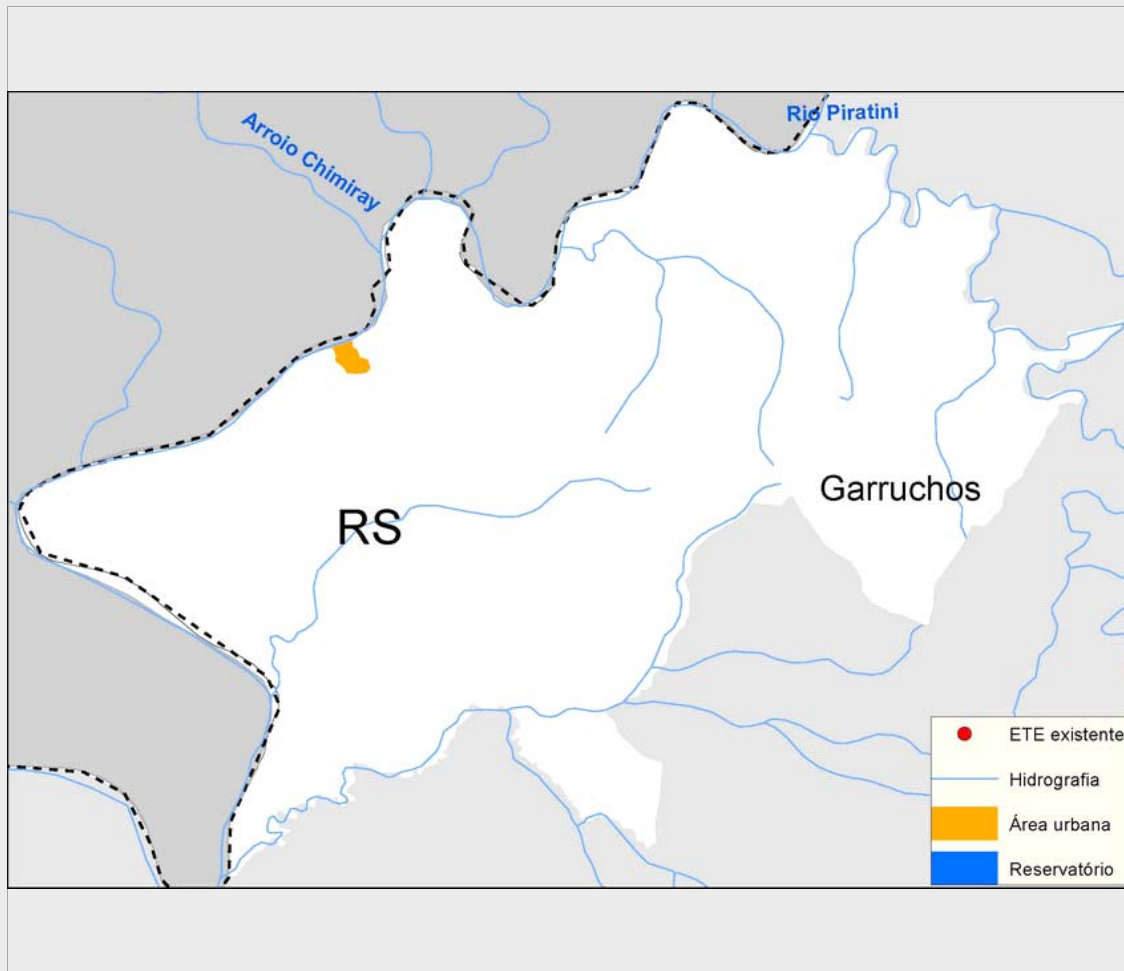 Rio Piratini
Arroio Chimiray
Garruchos
RS
ETE existente
Hidrografia
Área urbana
Reservatório